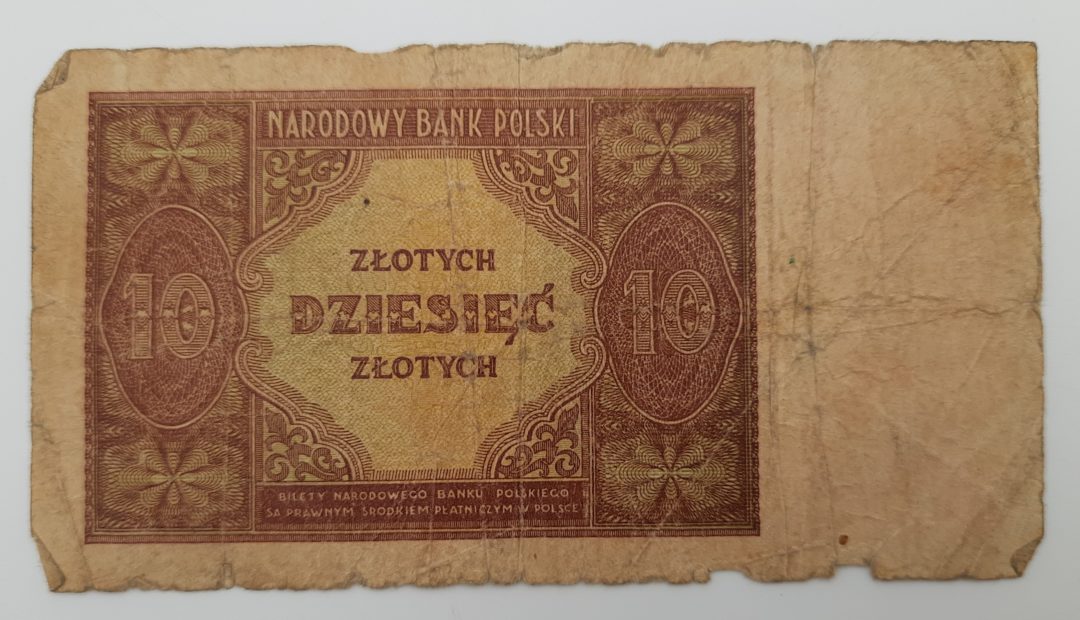 NARODOWY BANK POLSKI
ZŁOTYCH
10 DZIESIĘĆ 10
ZŁOTYCH
BILETY NARODOWEGO BANKU POLSKIEGO
SĄ PRAWNYM ŚRODKIEM PŁATNICZYM W POLSCE